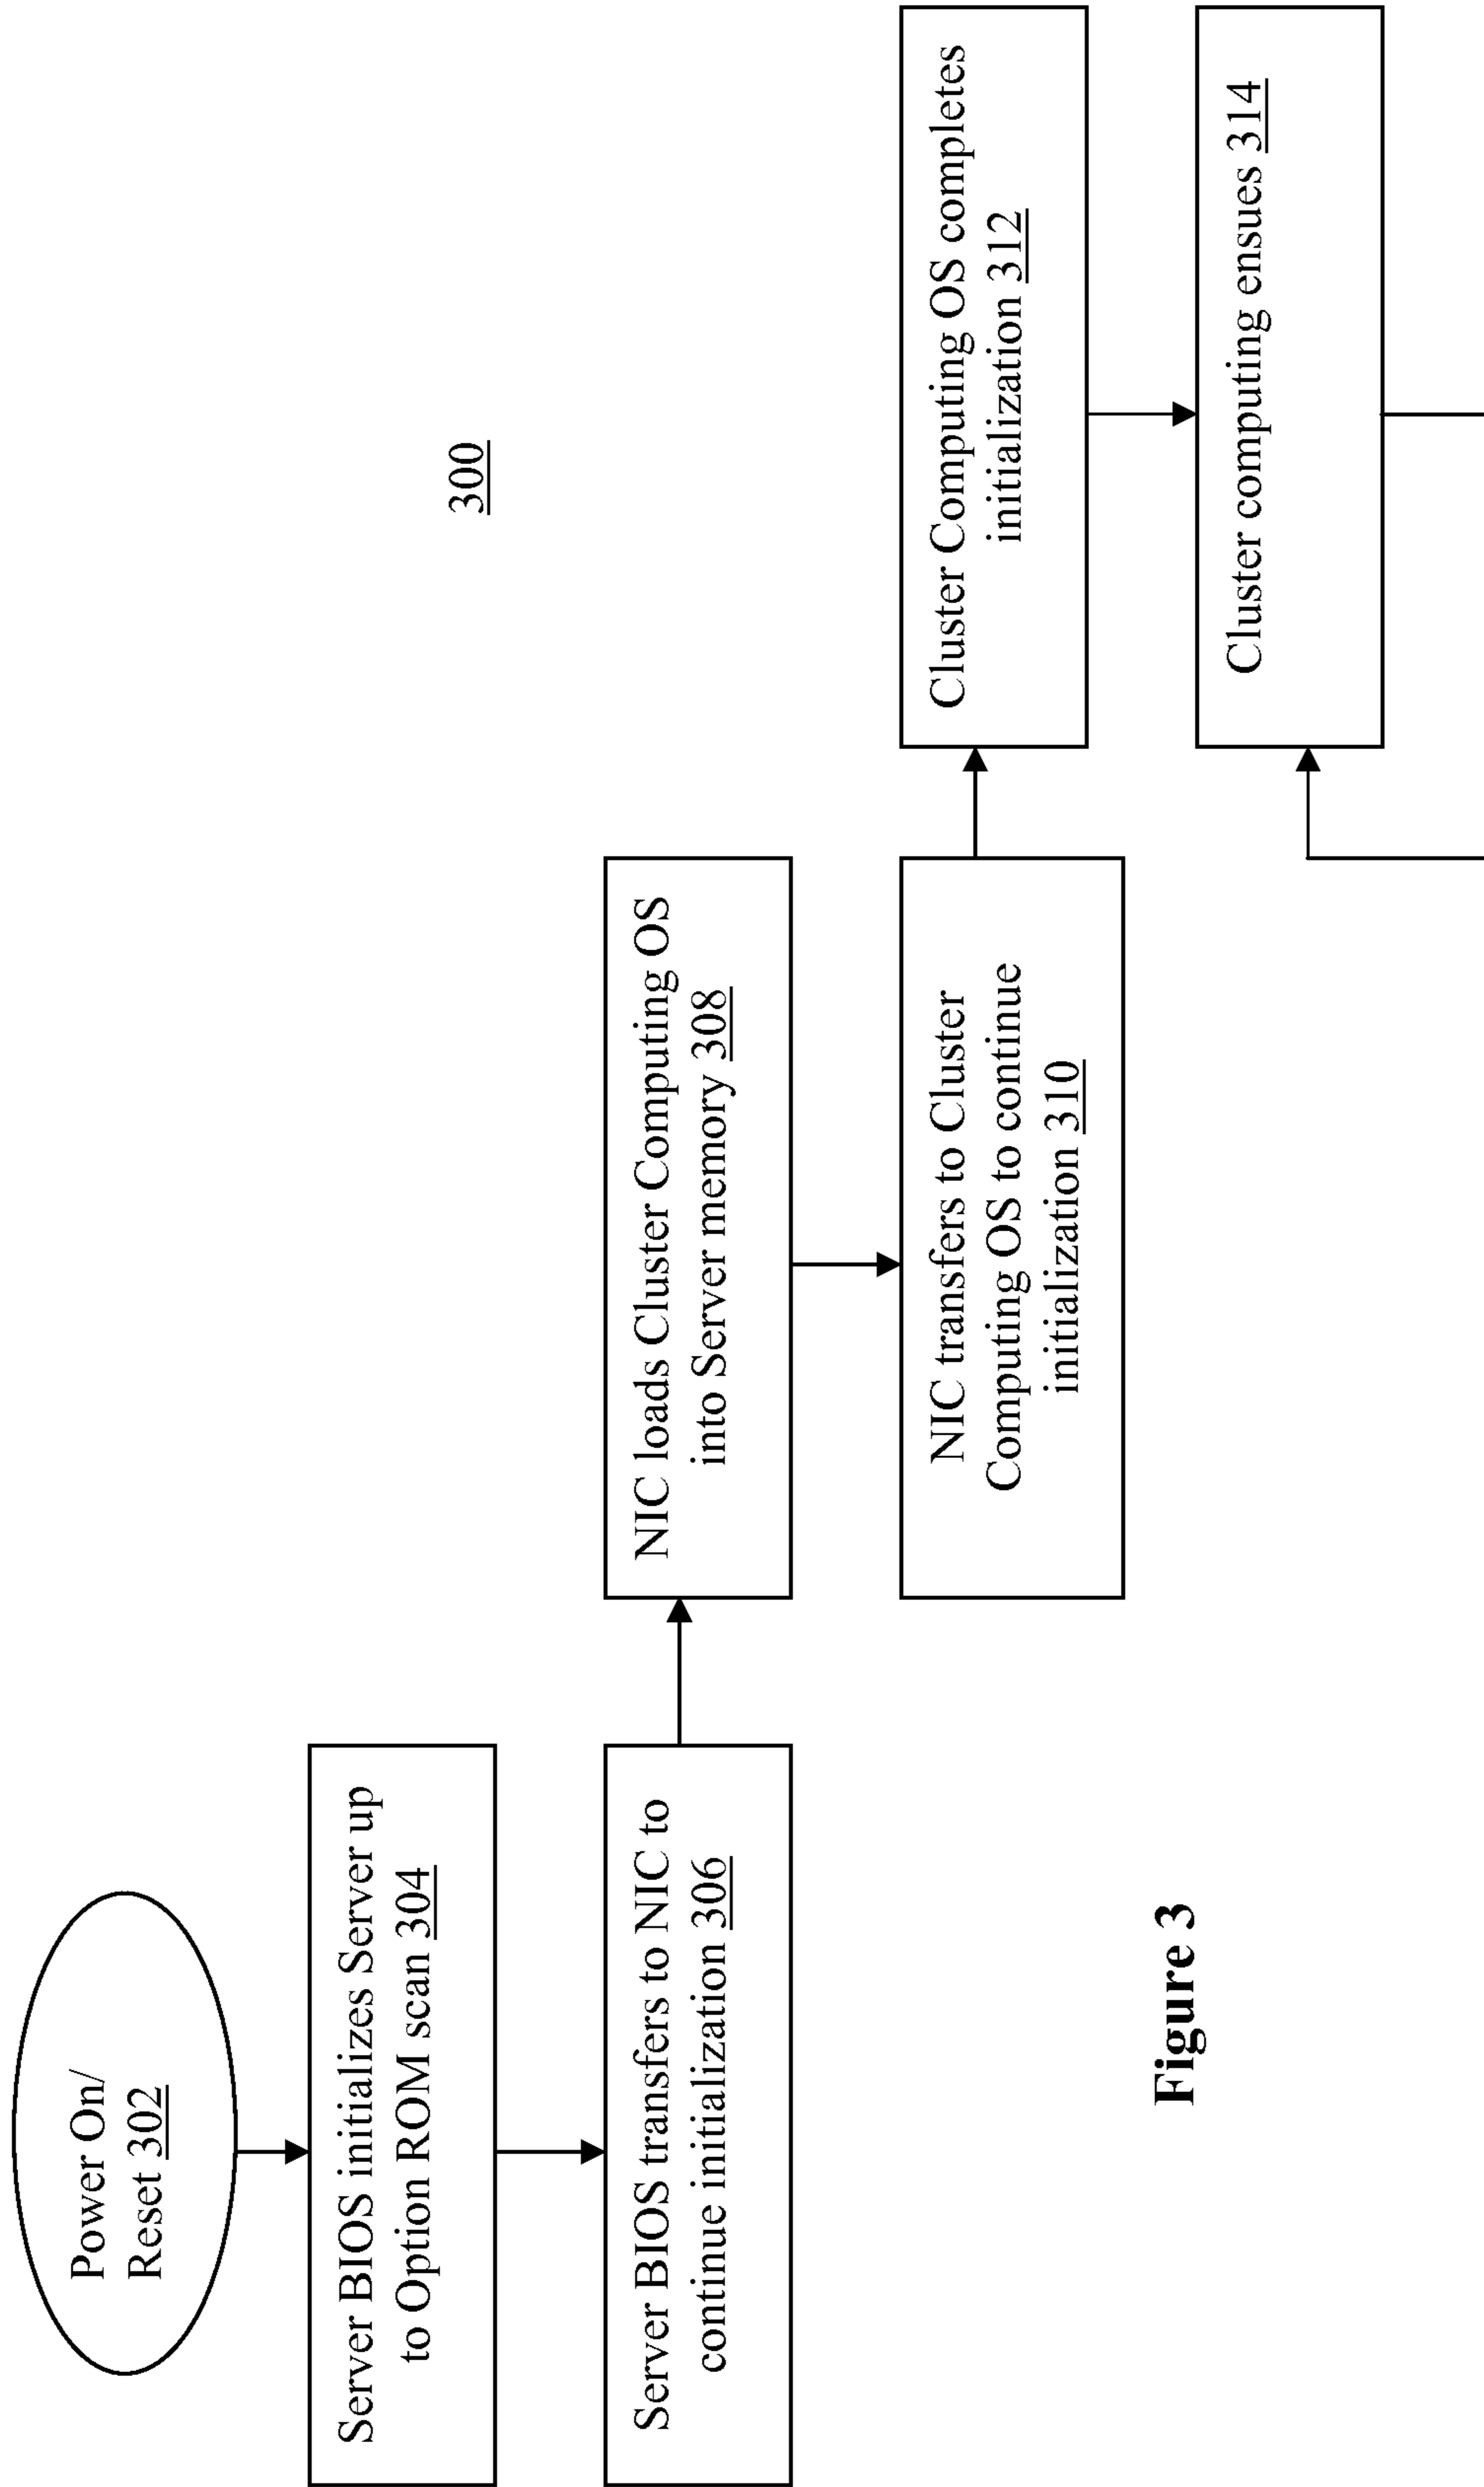 300
Power On/
Reset 302
Server BIOS initializes Server up
to Option ROM scan 304
Server BIOS transfers to NIC to
continue initialization 306
NIC loads Cluster Computing OS
into Server memory 308
NIC transfers to Cluster
Computing OS to continue
initialization 310
Cluster Computing OS completes
initialization 312
Cluster computing ensues 314
Figure 3